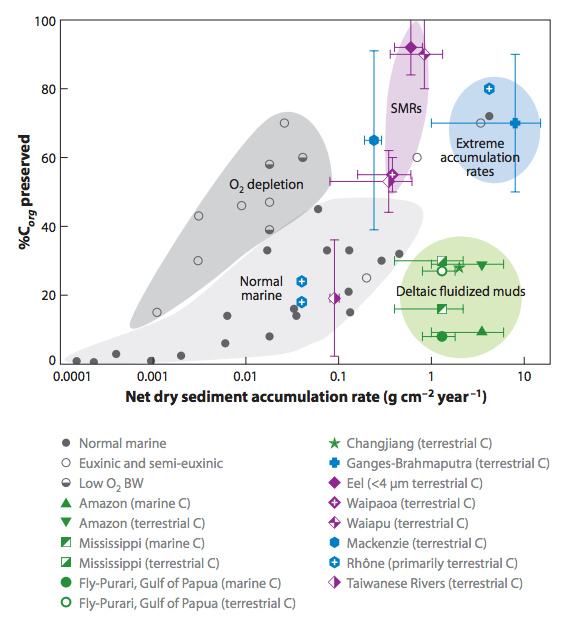 100
80
60
40
20
0
%Corg preserved
0.0001
0.001
0.01
0.1
1
10
Net dry sediment accumulation rate (g cm−2 year−1)
SMRs
O2 depletion
Extreme
accumulation
rates
Normal
marine
Deltaic fluidized muds
Normal marine
Euxinic and semi-euxinic
Low O2 BW
Amazon (marine C)
Amazon (terrestrial C)
Mississippi (marine C)
Mississippi (terrestrial C)
Fly-Purari, Gulf of Papua (marine C)
Fly-Purari, Gulf of Papua (terrestrial C)
Changjiang (terrestrial C)
Ganges-Brahmaputra (terrestrial C)
Eel (<4 μm terrestrial C)
Waipaoa (terrestrial C)
Waiapu (terrestrial C)
Mackenzie (terrestrial C)
Rhône (primarily terrestrial C)
Taiwanese Rivers (terrestrial C)